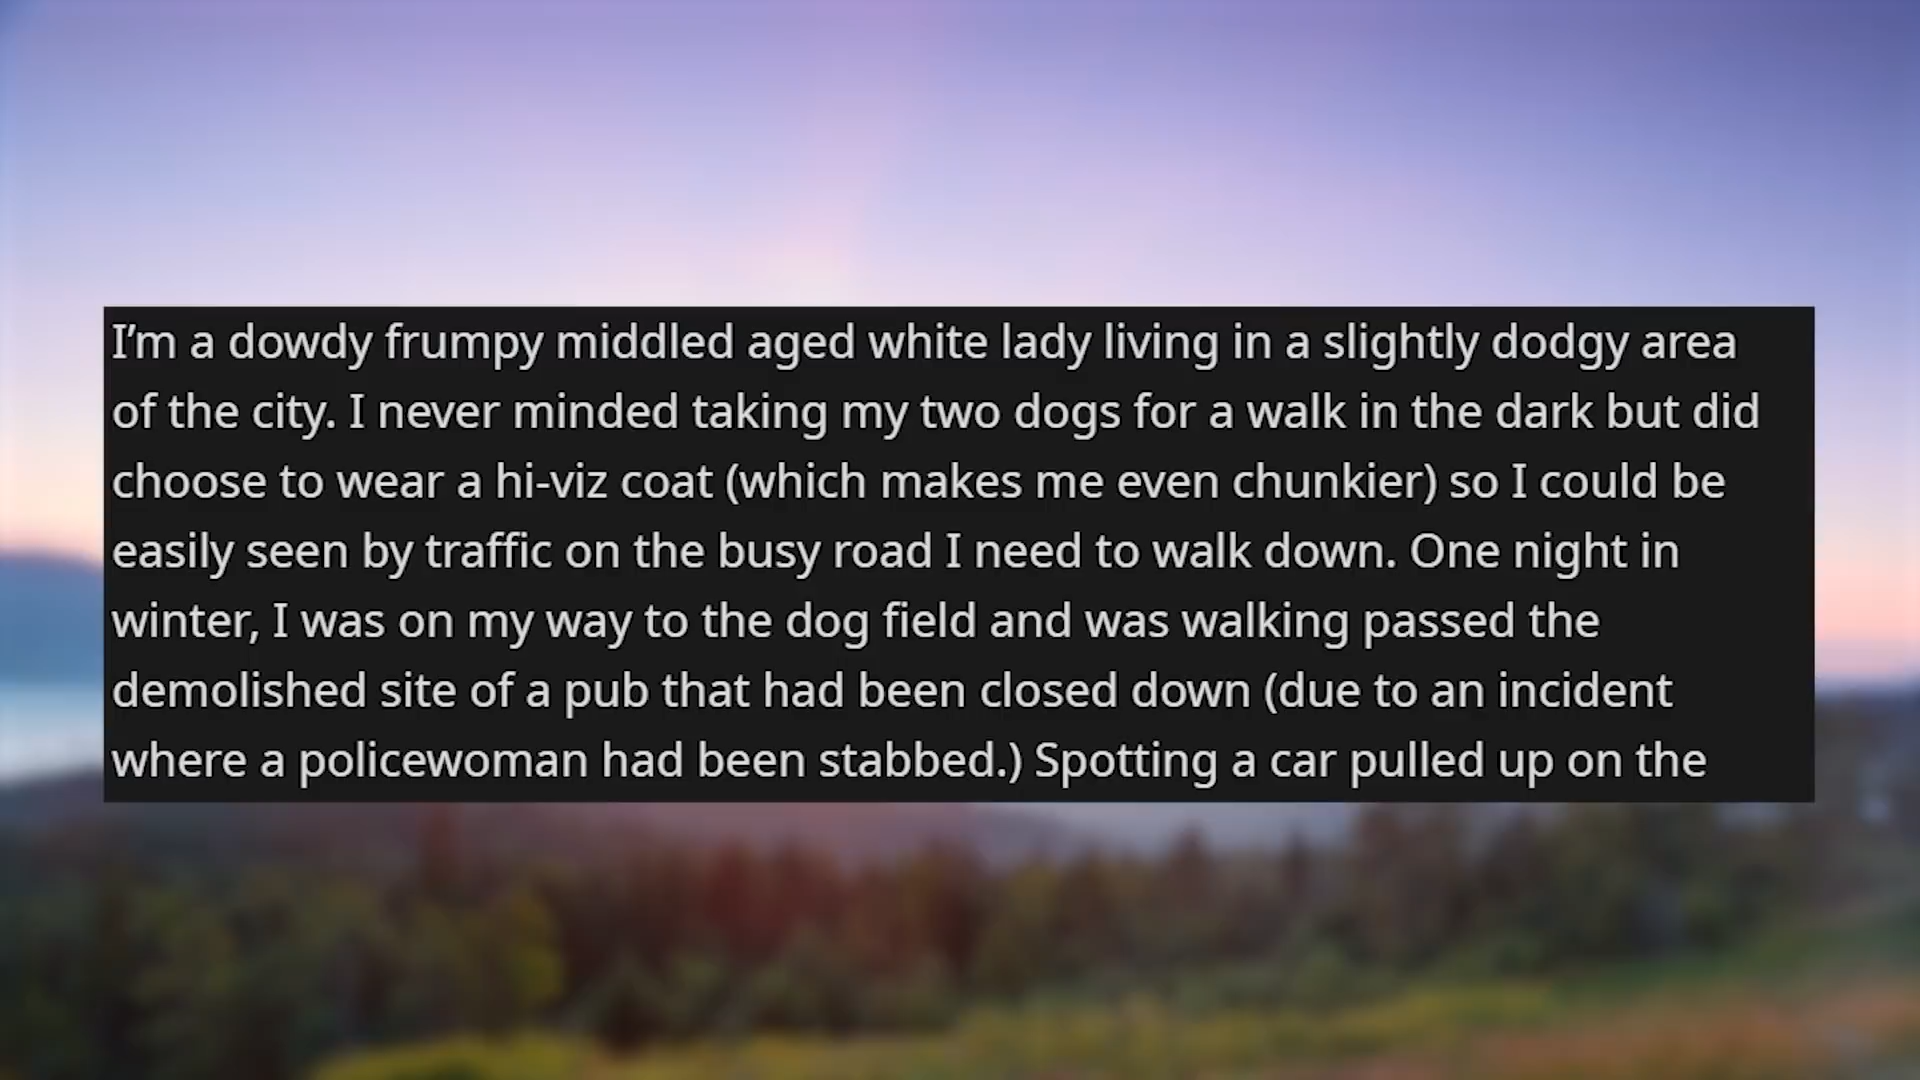 I’m a dowdy frumpy middled aged white lady living in a slightly dodgy area
of the city. I never minded taking my two dogs for a walk in the dark but did
choose to wear a hi-viz coat (which makes me even chunkier) so I could be
easily seen by traffic on the busy road I need to walk down. One night in
winter, I was on my way to the dog field and was walking passed the
demolished site of a pub that had been closed down (due to an incident
where a policewoman had been stabbed.) Spotting a car pulled up on the